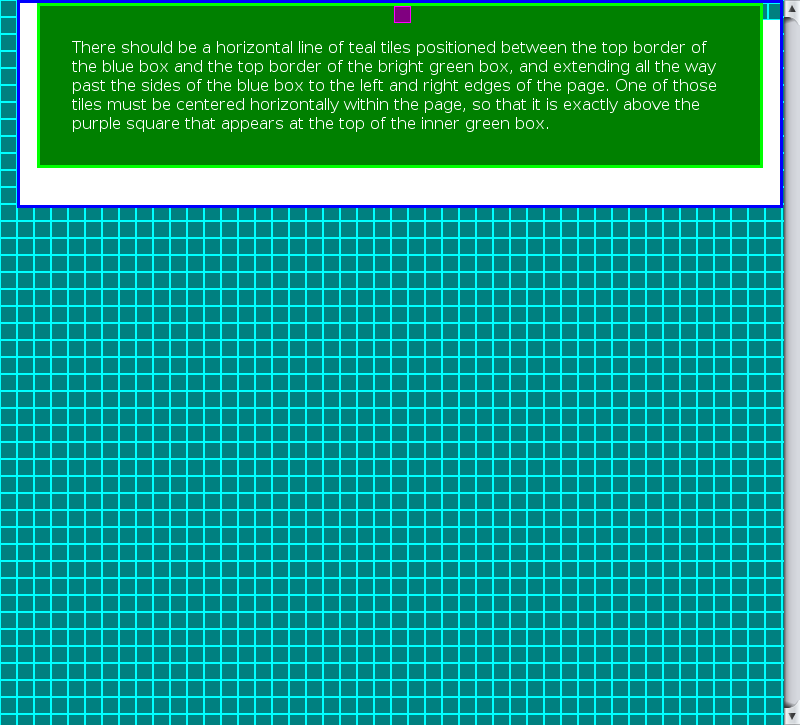 There should be a horizontal line of teal tiles positioned between the top border of
the blue box and the top border of the bright green box, and extending all the way
past the sides of the blue box to the left and right edges of the page. One of those
tiles must be centered horizontally within the page, so that it is exactly above the
purple square that appears at the top of the inner green box.